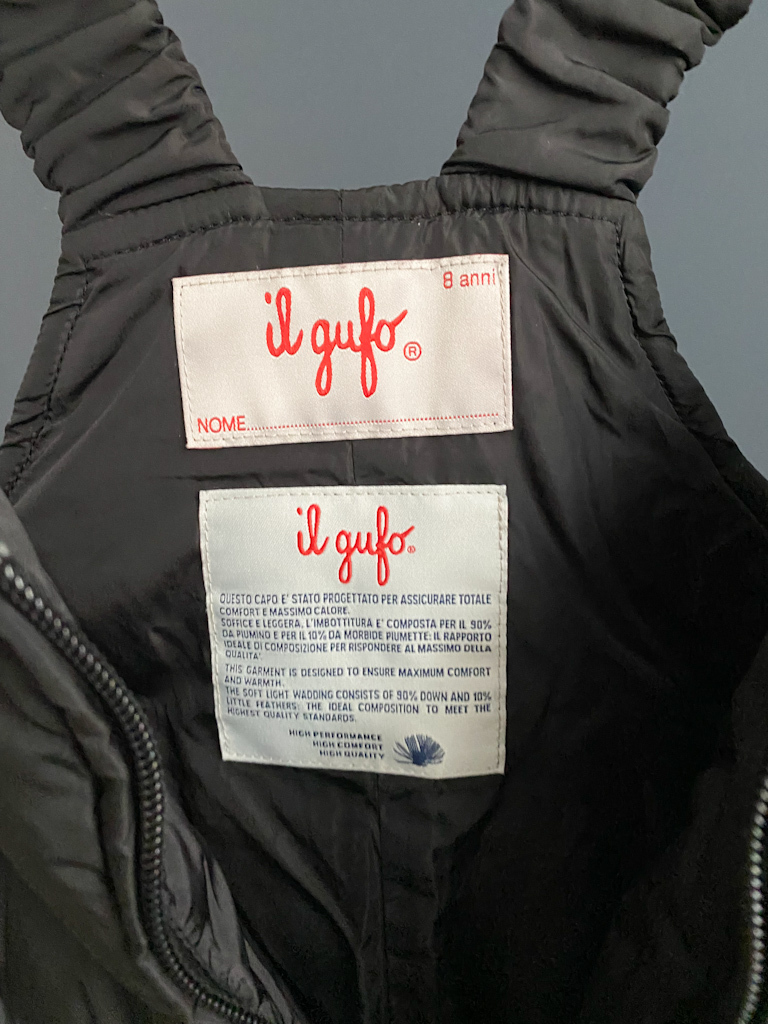 8 anni
il gufo ®
NOME........................................................
il gufo®
QUESTO CAPO E' STATO PROGETTATO PER ASSICURARE TOTALE
COMFORT E MASSIMO CALORE.
SOFFICE E LEGGERA, L'IMBOTTITURA E' COMPOSTA PER IL 90%
DA PIUMINO E PER IL 10% DA MORBIDE PIUMETTE: IL RAPPORTO
IDEALE DI COMPOSIZIONE PER RISPONDERE AL MASSIMO DELLA
QUALITA'.
THIS GARMENT IS DESIGNED TO ENSURE MAXIMUM COMFORT
AND WARMTH.
THE SOFT LIGHT WADDING CONSISTS OF 90% DOWN AND 10%
LITTLE FEATHERS: THE IDEAL COMPOSITION TO MEET THE
HIGHEST QUALITY STANDARDS.
HIGH PERFORMANCE
HIGH COMFORT
HIGH QUALITY